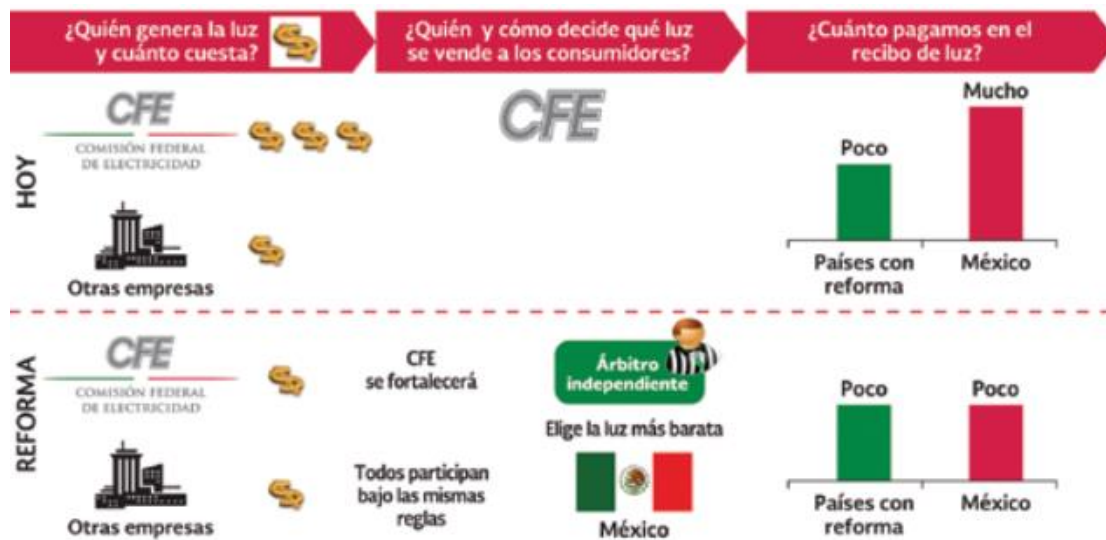 ¿Quién genera la luz
y cuánto cuesta?
¿Quién y cómo decide qué luz
se vende a los consumidores?
¿Cuánto pagamos en el
recibo de luz?
HOY
CFE
COMISIÓN FEDERAL
DE ELECTRICIDAD
Otras empresas
CFE
Mucho
Poco
Países con
reforma
México
REFORMA
CFE
COMISIÓN FEDERAL
DE ELECTRICIDAD
Otras empresas
CFE
se fortalecerá
Todos participan
bajo las mismas
reglas
Árbitro
independiente
Elige la luz más barata
México
Poco
Poco
Países con
reforma
México